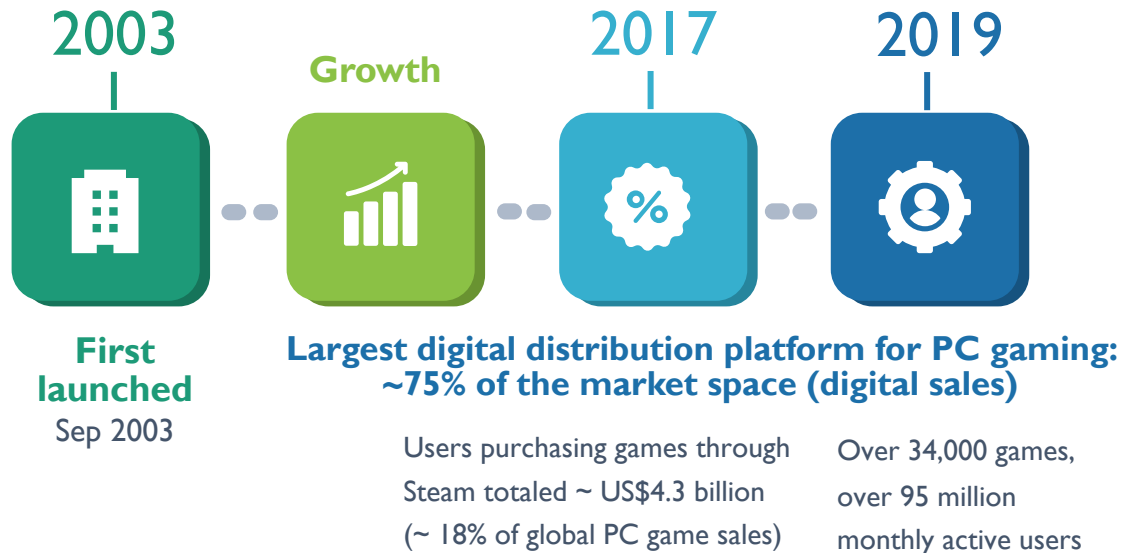 2003
Growth
2017
2019
%
First
launched
Sep 2003
Largest digital distribution platform for PC gaming:
~75% of the market space (digital sales)
Users purchasing games through
Steam totaled ~ US$4.3 billion
(~ 18% of global PC game sales)
Over 34,000 games,
over 95 million
monthly active users